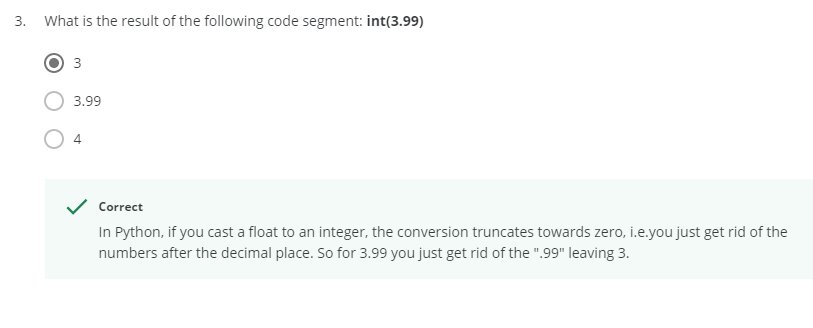 3. What is the result of the following code segment: int(3.99)
3
3.99
4
Correct
In Python, if you cast a float to an integer, the conversion truncates towards zero, i.e.you just get rid of the
numbers after the decimal place. So for 3.99 you just get rid of the ".99" leaving 3.